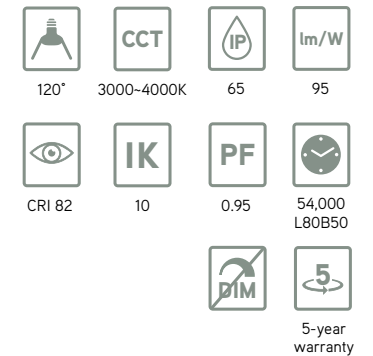 CCT
IP
lm/W
120°
3000~4000K
65
95
IK
PF
CRI 82
10
0.95
54,000
L80B50
DIM
5
5-year
warranty